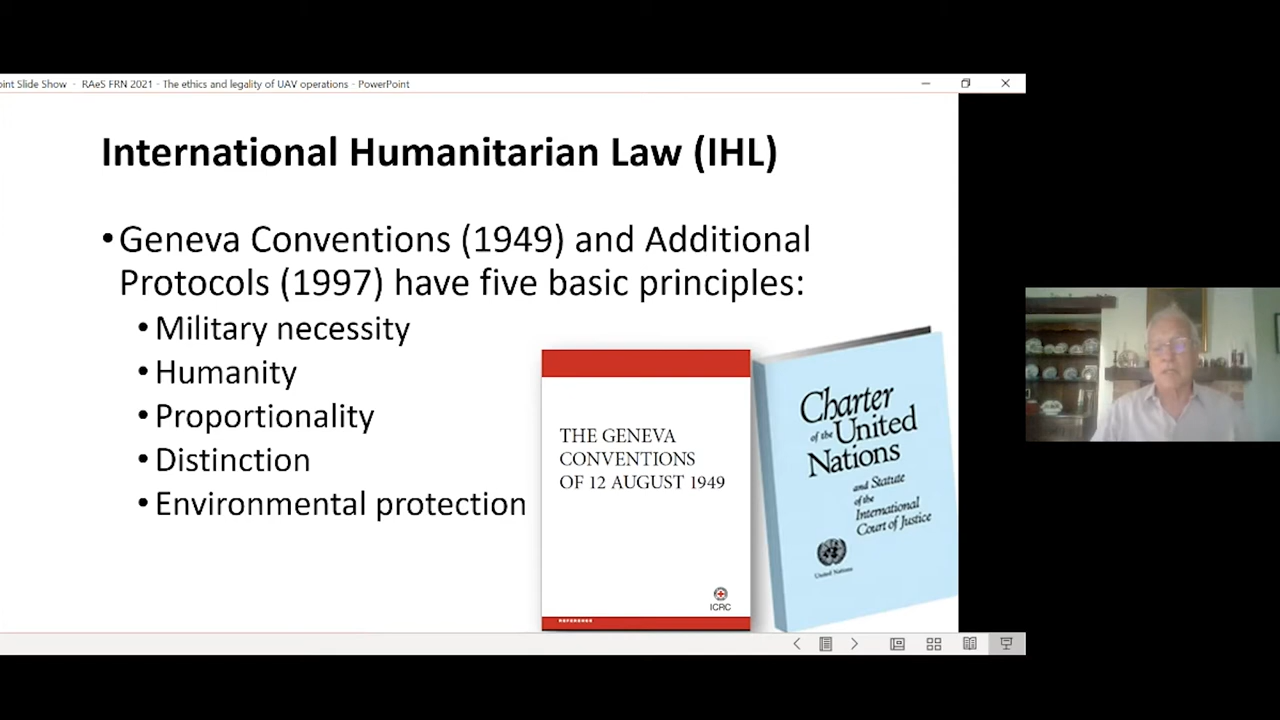 oint Slide Show - RAeS FRN 2021 - The ethics and legality of UAV operations - PowerPoint
International Humanitarian Law (IHL)
•Geneva Conventions (1949) and Additional
Protocols (1997) have five basic principles:
•Military necessity
•Humanity
•Proportionality
•Distinction
•Environmental protection
THE GENEVA
CONVENTIONS
OF 12 AUGUST 1949
ICRC
REFERENCE
Charter
of the United
Nations
and Statute
of the
International
Court of Justice
United Nations